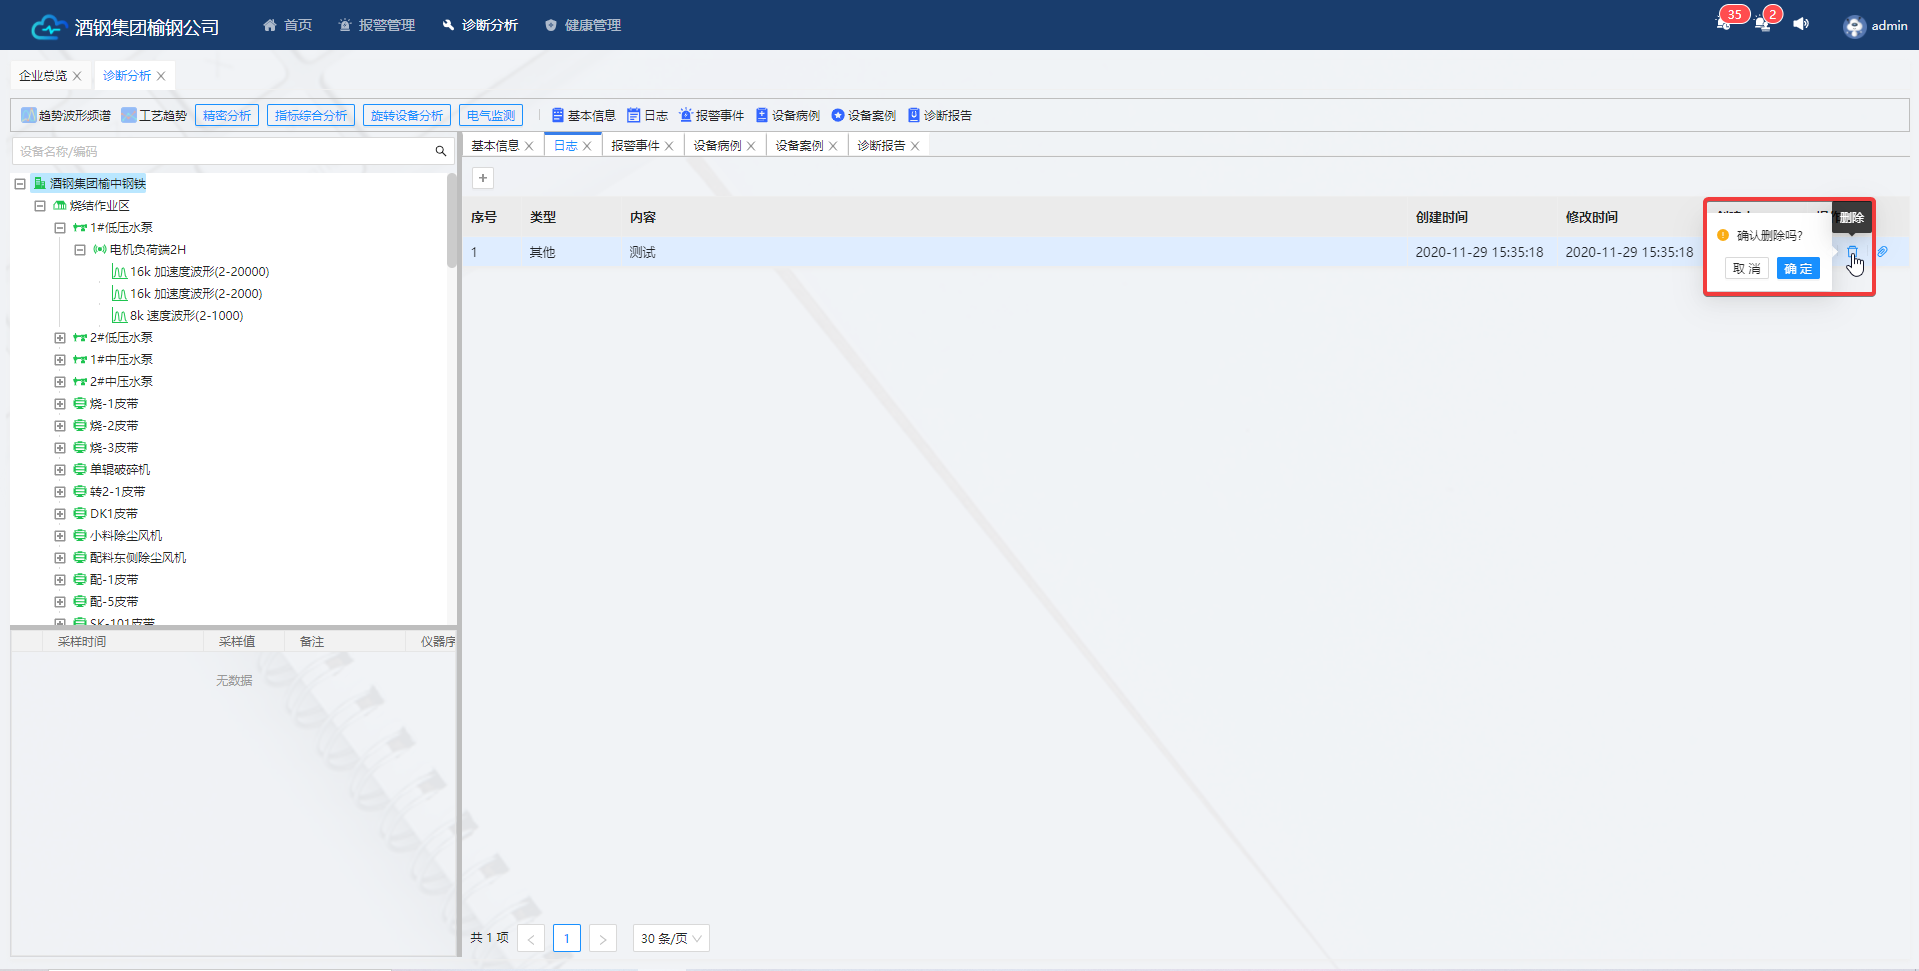 酒钢集团榆钢公司 首页 报警管理 诊断分析 健康管理 35 2 admin
企业总览 诊断分析
趋势波形频谱 工艺趋势 精密分析 指标综合分析 旋转设备分析 电气监测 基本信息 日志 报警事件 设备病例 设备案例 诊断报告
设备名称/编码
酒钢集团榆中钢铁
烧结作业区
1#低压水泵
电机负荷端2H
16k 加速度波形(2-20000)
16k 加速度波形(2-2000)
8k 速度波形(2-1000)
2#低压水泵
1#中压水泵
2#中压水泵
烧-1皮带
烧-2皮带
烧-3皮带
单辊破碎机
转2-1皮带
DK1皮带
小料除尘风机
配料东侧除尘风机
配-1皮带
配-5皮带
SK-101皮带
采样时间 采样值 备注 仪器序
无数据
基本信息 日志 报警事件 设备病例 设备案例 诊断报告
+
序号 类型 内容 创建时间 修改时间
1 其他 测试 2020-11-29 15:35:18 2020-11-29 15:35:18
删除
确认删除吗?
取 消 确 定
共 1 项 < 1 > 30 条/页